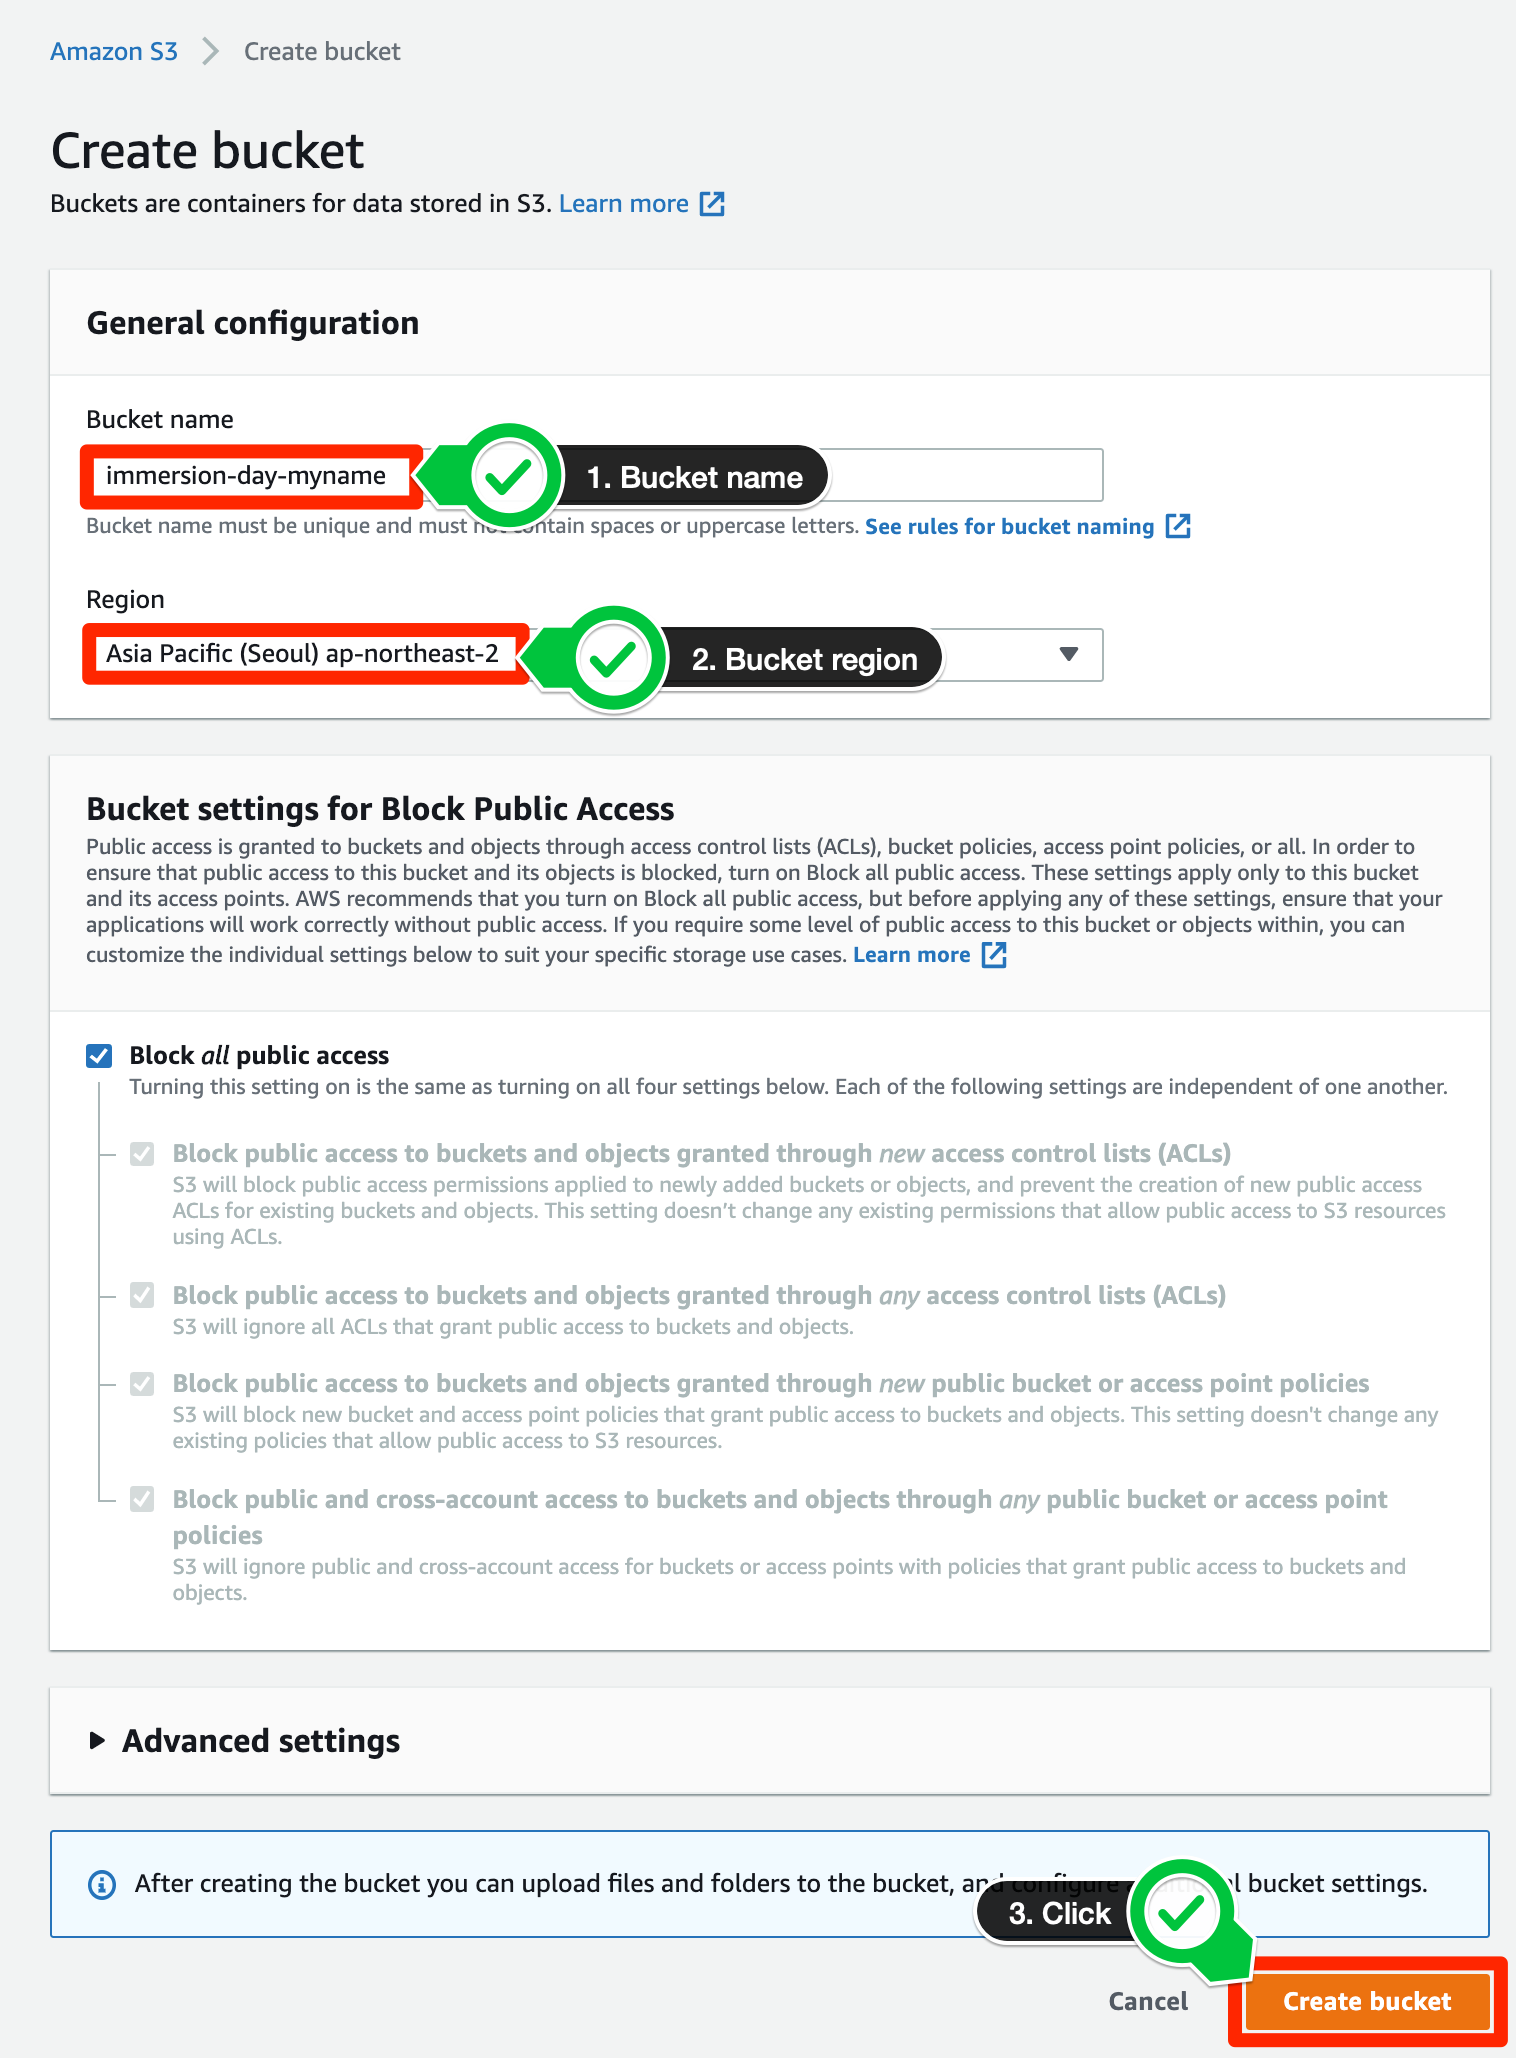 Amazon S3 > Create bucket
Create bucket
Buckets are containers for data stored in S3. Learn more
General configuration
Bucket name
immersion-day-myname
1. Bucket name
Bucket name must be unique and must not contain spaces or uppercase letters. See rules for bucket naming
Region
Asia Pacific (Seoul) ap-northeast-2
2. Bucket region
Bucket settings for Block Public Access
Public access is granted to buckets and objects through access control lists (ACLs), bucket policies, access point policies, or all. In order to
ensure that public access to this bucket and its objects is blocked, turn on Block all public access. These settings apply only to this bucket
and its access points. AWS recommends that you turn on Block all public access, but before applying any of these settings, ensure that your
applications will work correctly without public access. If you require some level of public access to this bucket or objects within, you can
customize the individual settings below to suit your specific storage use cases. Learn more
Block all public access
Turning this setting on is the same as turning on all four settings below. Each of the following settings are independent of one another.
Block public access to buckets and objects granted through new access control lists (ACLs)
S3 will block public access permissions applied to newly added buckets or objects, and prevent the creation of new public access
ACLs for existing buckets and objects. This setting doesn't change any existing permissions that allow public access to S3 resources
using ACLs.
Block public access to buckets and objects granted through any access control lists (ACLs)
S3 will ignore all ACLs that grant public access to buckets and objects.
Block public access to buckets and objects granted through new public bucket or access point policies
S3 will block new bucket and access point policies that grant public access to buckets and objects. This setting doesn't change any
existing policies that allow public access to S3 resources.
Block public and cross-account access to buckets and objects through any public bucket or access point
policies
S3 will ignore public and cross-account access for buckets or access points with policies that grant public access to buckets and
objects.
Advanced settings
After creating the bucket you can upload files and folders to the bucket, and configure bucket settings.
3. Click
Cancel
Create bucket